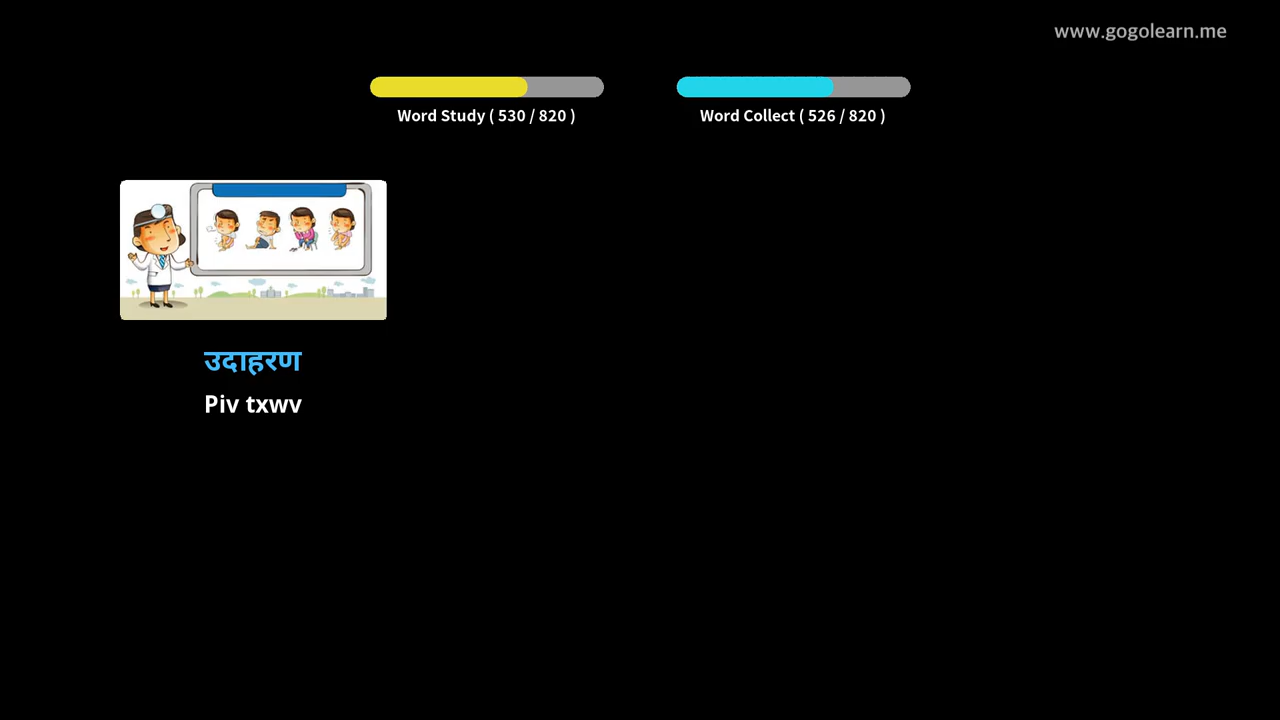 www.gogolearn.me
Word Study ( 530 / 820 )
Word Collect ( 526 / 820 )
उदाहरण
Piv txwv